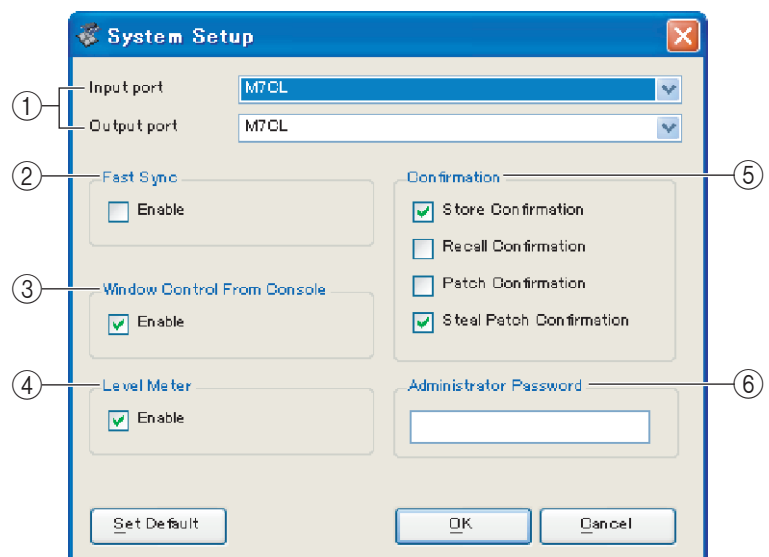 System Setup
① Input port M7CL
Output port M7CL
② Fast Sync
Enable
③ Window Control From Console
Enable
④ Level Meter
Enable
⑤ Confirmation
Store Confirmation
Recall Confirmation
Patch Confirmation
Steal Patch Confirmation
⑥ Administrator Password
Set Default
OK
Cancel